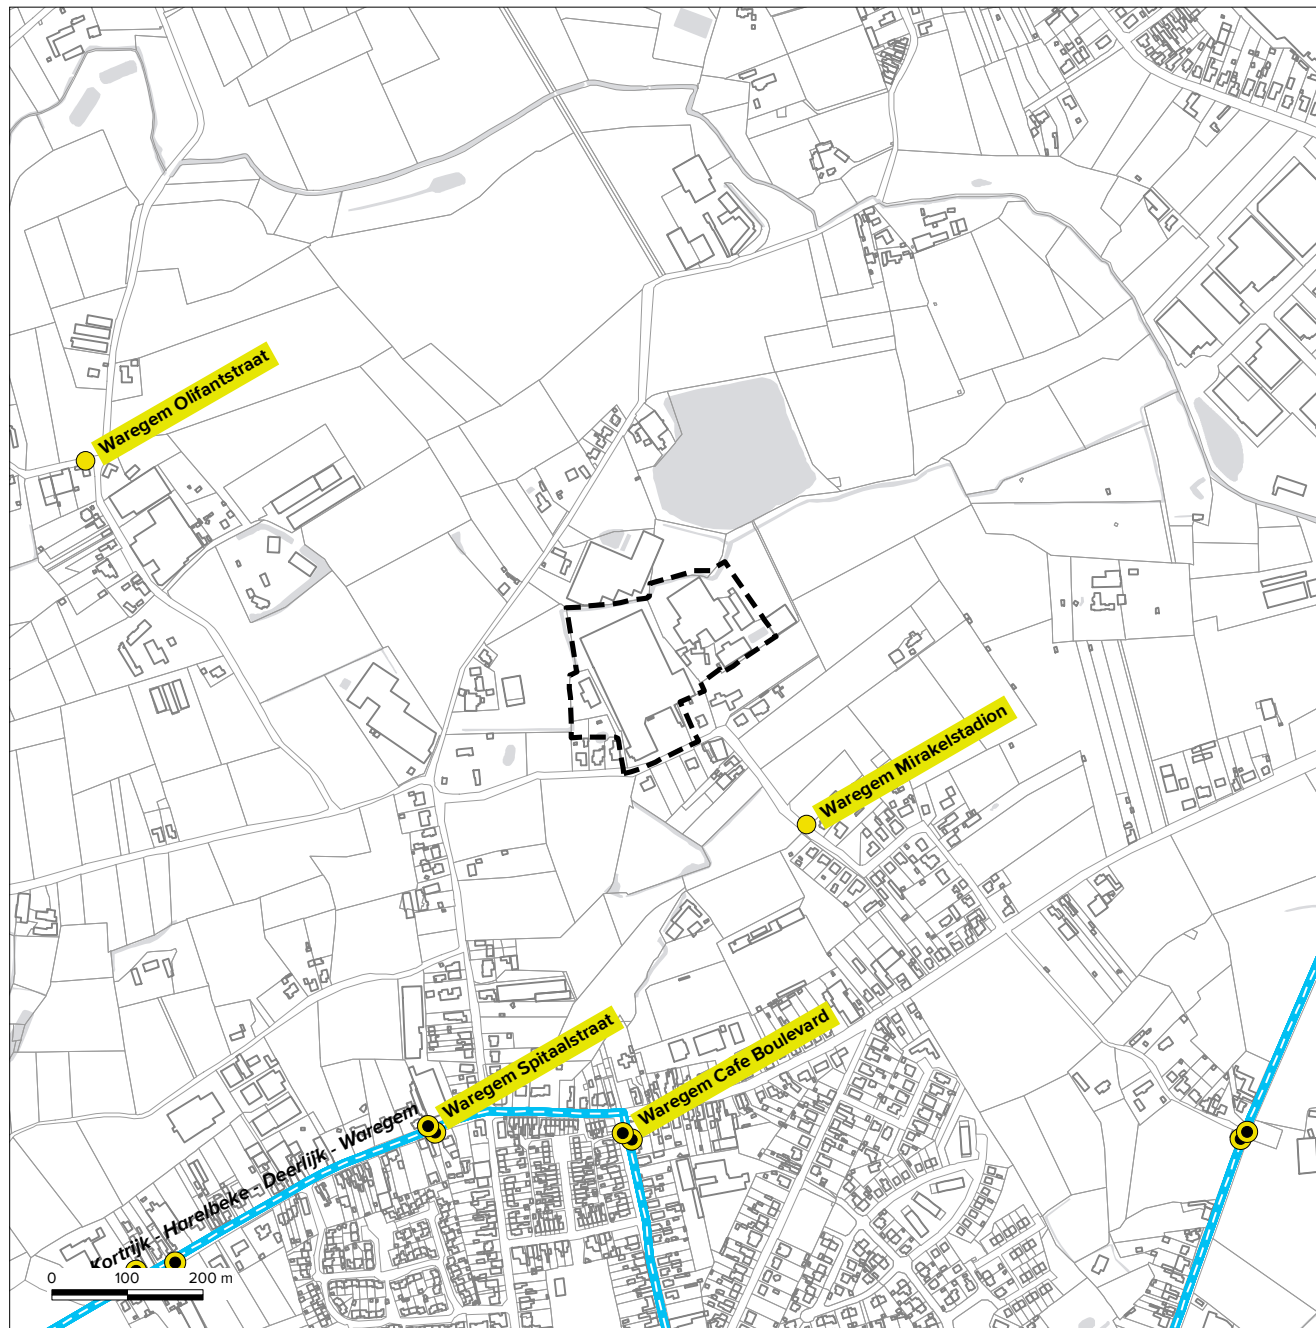 Waregem Olifantstraat
Waregem Mirakelstadion
Waregem Spitaalstraat
Waregem Cafe Boulevard
Kortrijk - Harelbeke - Deerlijk - Waregem
0 100 200 m